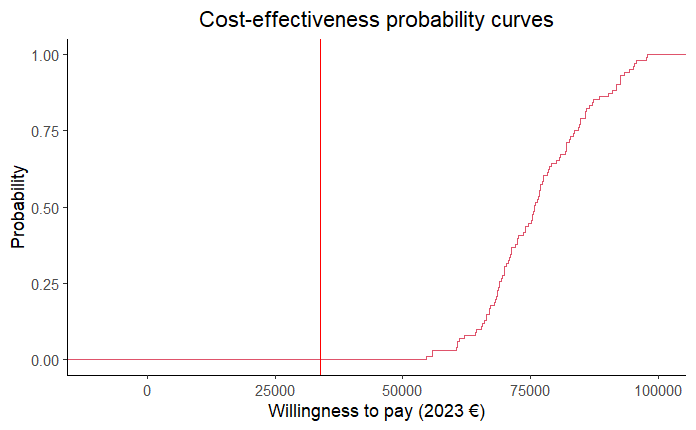 Cost-effectiveness probability curves
1.00
0.75
0.50
0.25
0.00
Probability
0 25000 50000 75000 100000
Willingness to pay (2023 €)